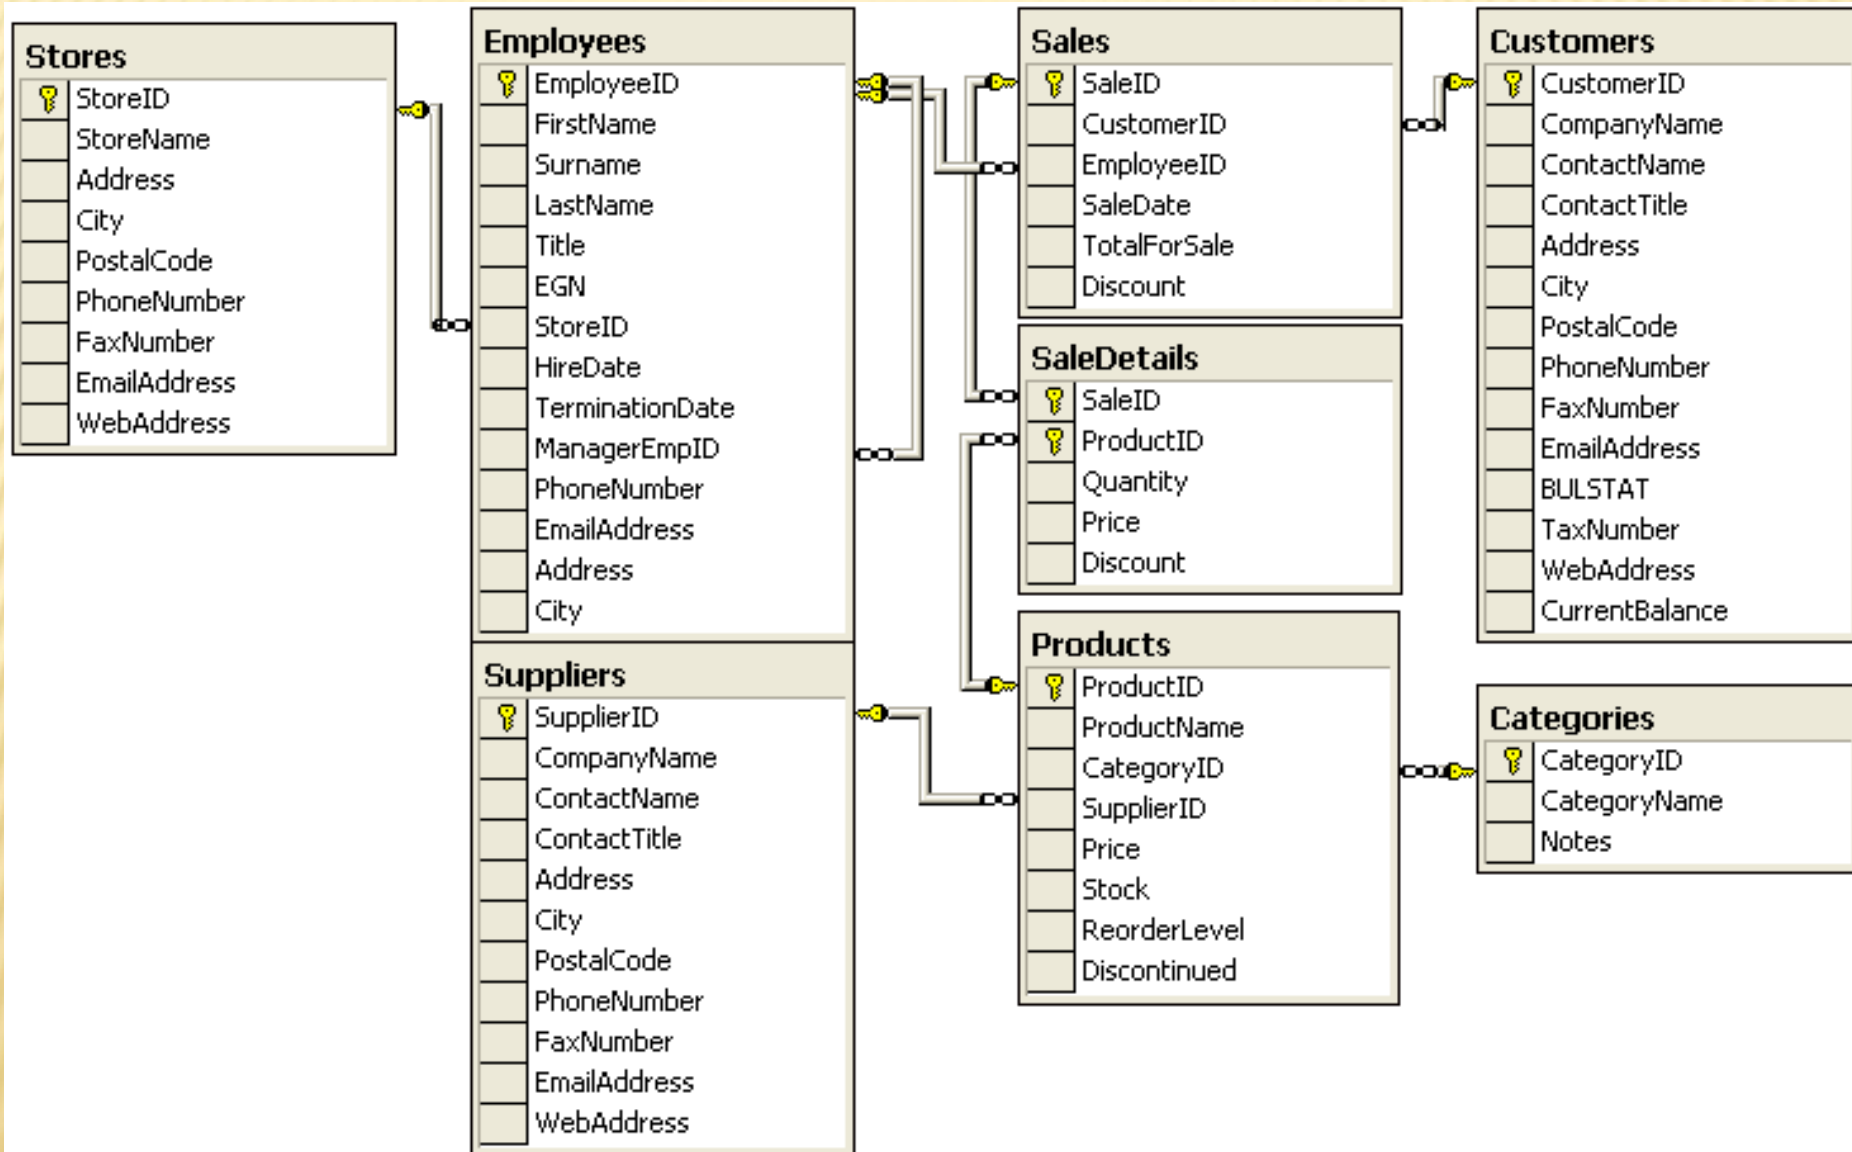 Stores
StoreID
StoreName
Address
City
PostalCode
PhoneNumber
FaxNumber
EmailAddress
WebAddress
Employees
EmployeeID
FirstName
Surname
LastName
Title
EGN
StoreID
HireDate
TerminationDate
ManagerEmpID
PhoneNumber
EmailAddress
Address
City
Suppliers
SupplierID
CompanyName
ContactName
ContactTitle
Address
City
PostalCode
PhoneNumber
FaxNumber
EmailAddress
WebAddress
Sales
SaleID
CustomerID
EmployeeID
SaleDate
TotalForSale
Discount
SaleDetails
SaleID
ProductID
Quantity
Price
Discount
Products
ProductID
ProductName
CategoryID
SupplierID
Price
Stock
ReorderLevel
Discontinued
Customers
CustomerID
CompanyName
ContactName
ContactTitle
Address
City
PostalCode
PhoneNumber
FaxNumber
EmailAddress
BULSTAT
TaxNumber
WebAddress
CurrentBalance
Categories
CategoryID
CategoryName
Notes